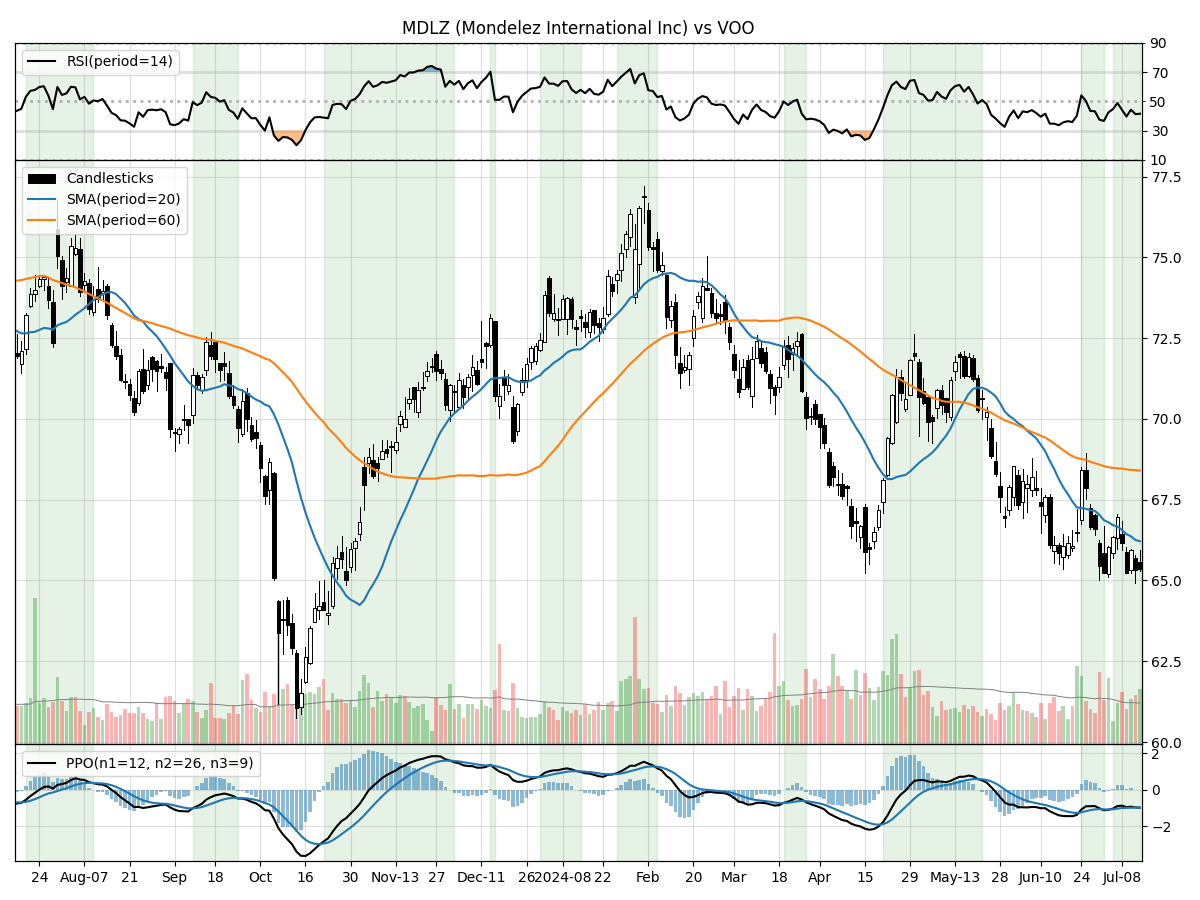 MDLZ (Mondelez International Inc) vs VOO
RSI(period=14)
90
70
50
30
10
Candlesticks
SMA(period=20)
SMA(period=60)
77.5
75.0
72.5
70.0
67.5
65.0
62.5
60.0
PPO(n1=12, n2=26, n3=9)
2
0
−2
24 Aug-07 21 Sep 18 Oct 16 30 Nov-13 27 Dec-11 26 2024-08 22 Feb 20 Mar 18 Apr 15 29 May-13 28 Jun-10 24 Jul-08